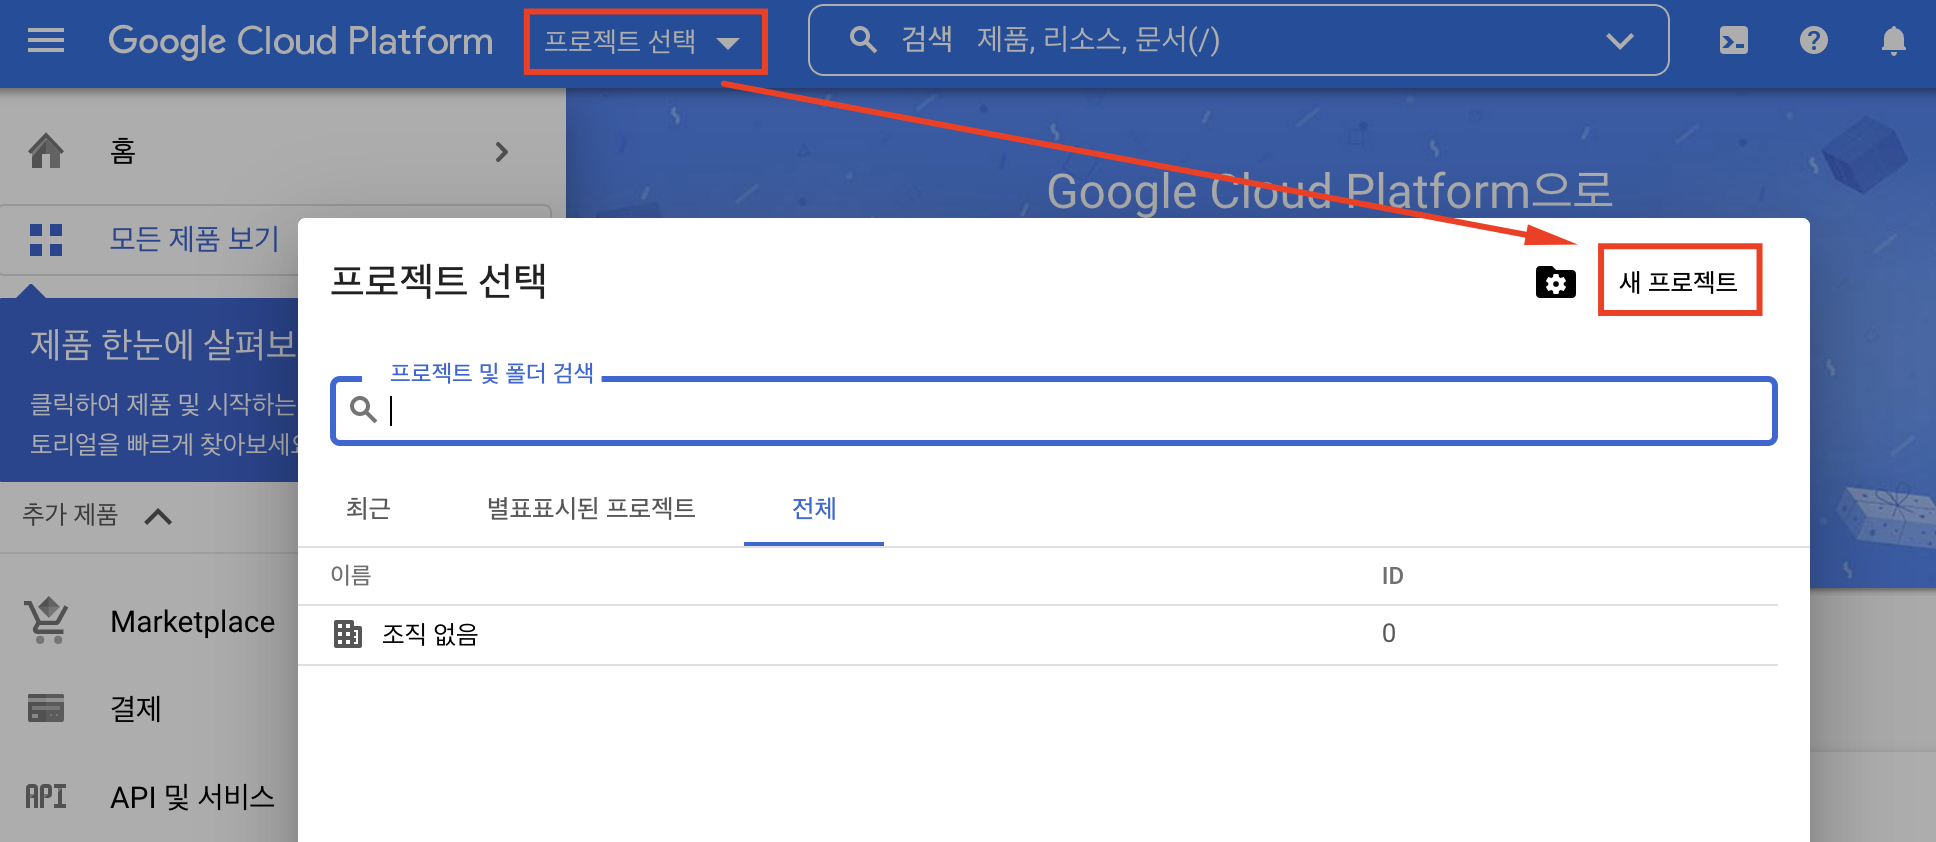 Google Cloud Platform
프로젝트 선택
검색 제품, 리소스, 문서(/)
홈
모든 제품 보기
제품 한눈에 살펴보
클릭하여 제품 및 시작하는
토리얼을 빠르게 찾아보세요
추가 제품
Marketplace
결제
API
API 및 서비스
Google Cloud Platform으로
프로젝트 선택
새 프로젝트
프로젝트 및 폴더 검색
최근
별표표시된 프로젝트
전체
이름
ID
조직 없음
0